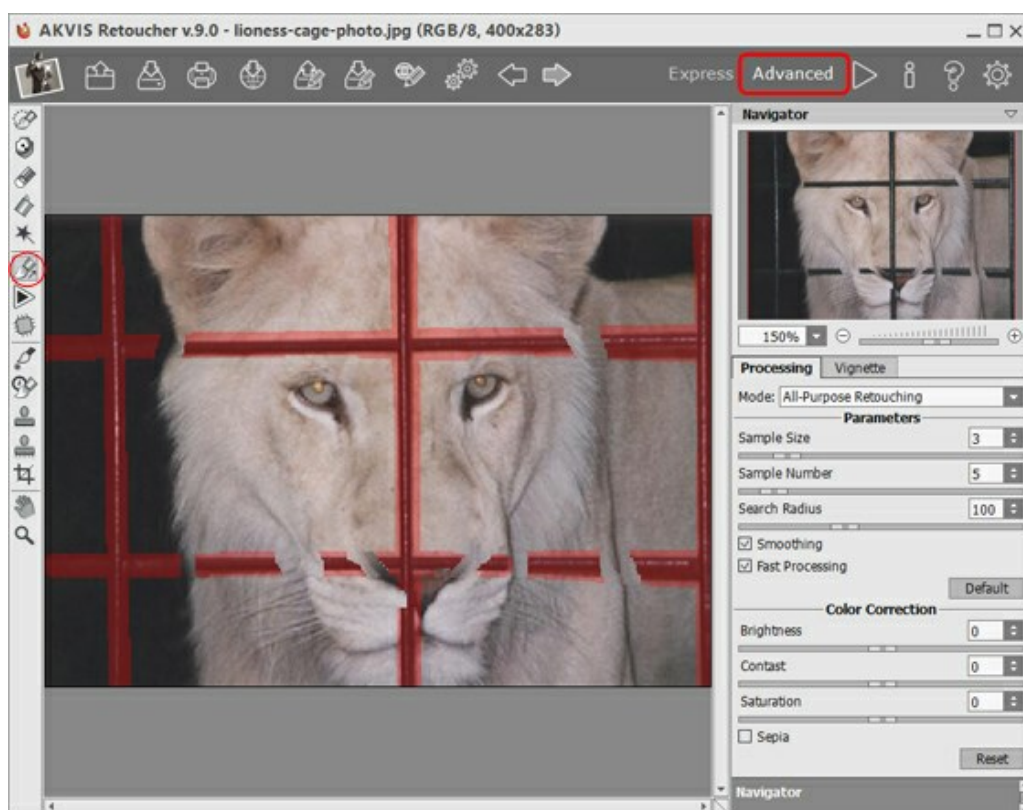 AKVIS Retoucher v.9.0 - lioness-cage-photo.jpg (RGB/8, 400x283)
Express Advanced
Navigator
150%
Processing Vignette
Mode: All-Purpose Retouching
Parameters
Sample Size 3
Sample Number 5
Search Radius 100
Smoothing
Fast Processing
Default
Color Correction
Brightness 0
Contast 0
Saturation 0
Sepia
Reset
Navigator